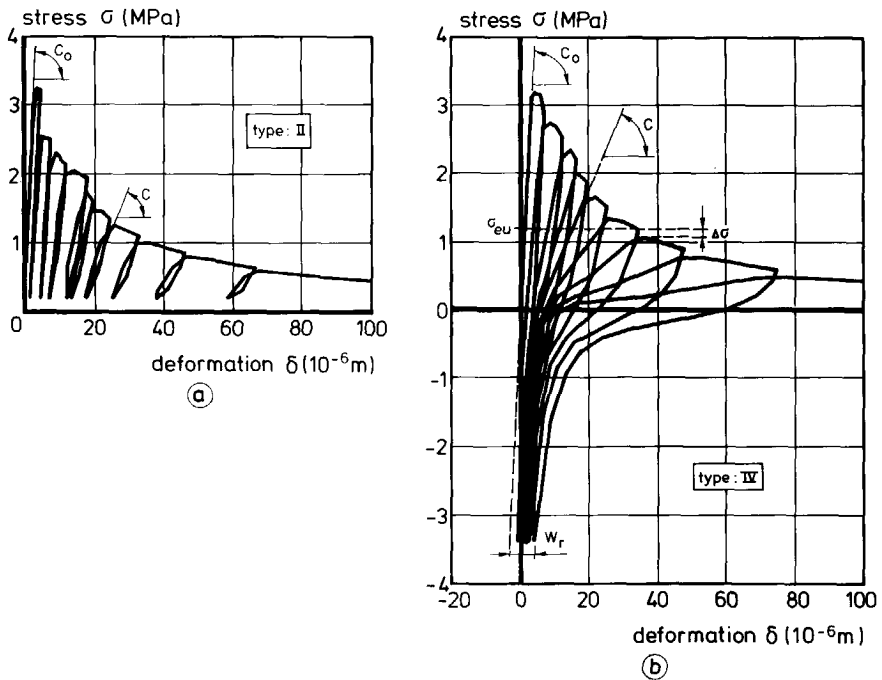 stress σ (MPa)
4
3
2
1
0
0
20
40
60
80
100
C₀
type: II
C
deformation δ (10⁻⁶m)
a
stress σ (MPa)
4
3
2
1
0
-1
-2
-3
-4
-20
0
20
40
60
80
100
C₀
C
σeu
Δσ
type: IV
Wr
deformation δ (10⁻⁶m)
b